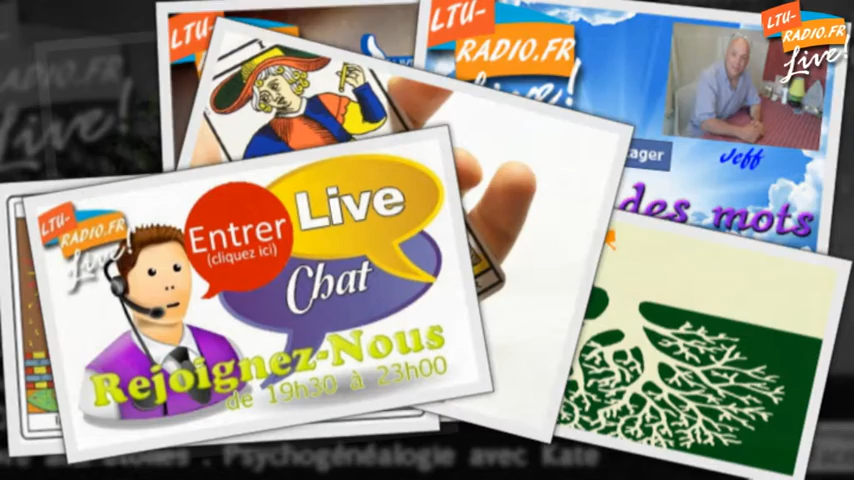 LTU-
RADIO.FR
LTU-
RADIO.FR
Live!
LTU-
RADIO.FR
Live!
Live!
ager
Jeff
des mots
LTU-
RADIO.FR
Live!
Entrer
(cliquez ici)
Live
Chat
Rejoignez-Nous
de 19h30 à 23h00
. Psychogénéalogie avec Kate